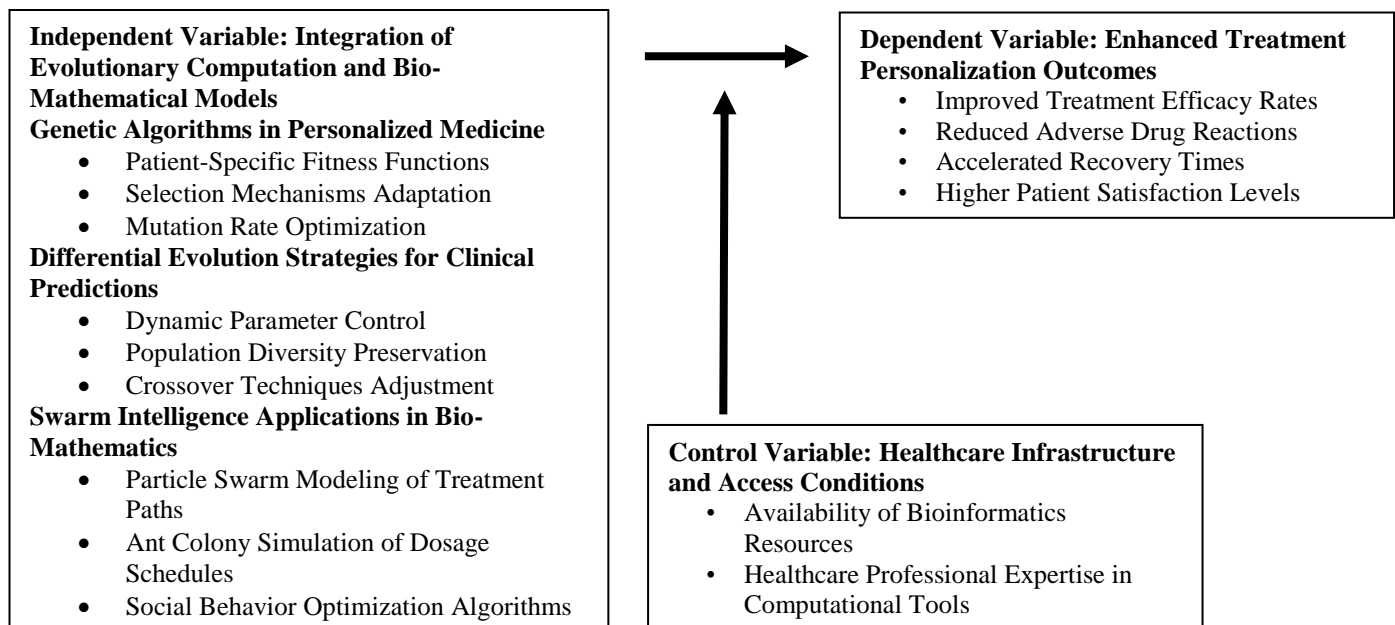 Independent Variable: Integration of
Evolutionary Computation and Bio-
Mathematical Models
Genetic Algorithms in Personalized Medicine
• Patient-Specific Fitness Functions
• Selection Mechanisms Adaptation
• Mutation Rate Optimization
Differential Evolution Strategies for Clinical
Predictions
• Dynamic Parameter Control
• Population Diversity Preservation
• Crossover Techniques Adjustment
Swarm Intelligence Applications in Bio-
Mathematics
• Particle Swarm Modeling of Treatment
Paths
• Ant Colony Simulation of Dosage
Schedules
• Social Behavior Optimization Algorithms
Dependent Variable: Enhanced Treatment
Personalization Outcomes
• Improved Treatment Efficacy Rates
• Reduced Adverse Drug Reactions
• Accelerated Recovery Times
• Higher Patient Satisfaction Levels
Control Variable: Healthcare Infrastructure
and Access Conditions
• Availability of Bioinformatics
Resources
• Healthcare Professional Expertise in
Computational Tools